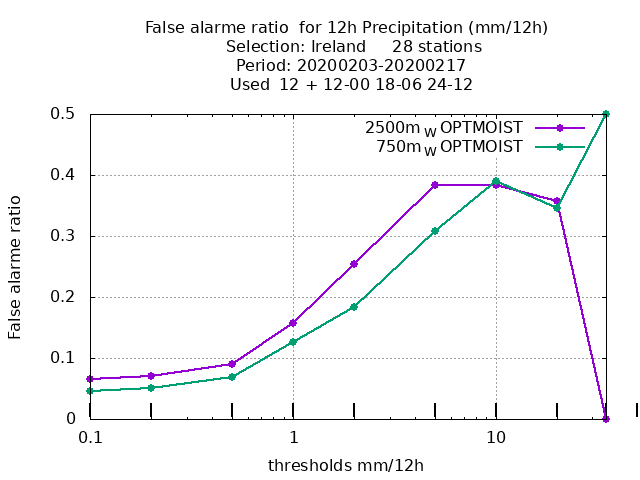 False alarme ratio  for 12h Precipitation (mm/12h)
Selection: Ireland     28 stations
Period: 20200203-20200217
Used  12 + 12-00 18-06 24-12
2500m W OPTMOIST
750m W OPTMOIST
False alarme ratio
0.5
0.4
0.3
0.2
0.1
0
0.1
1
10
thresholds mm/12h